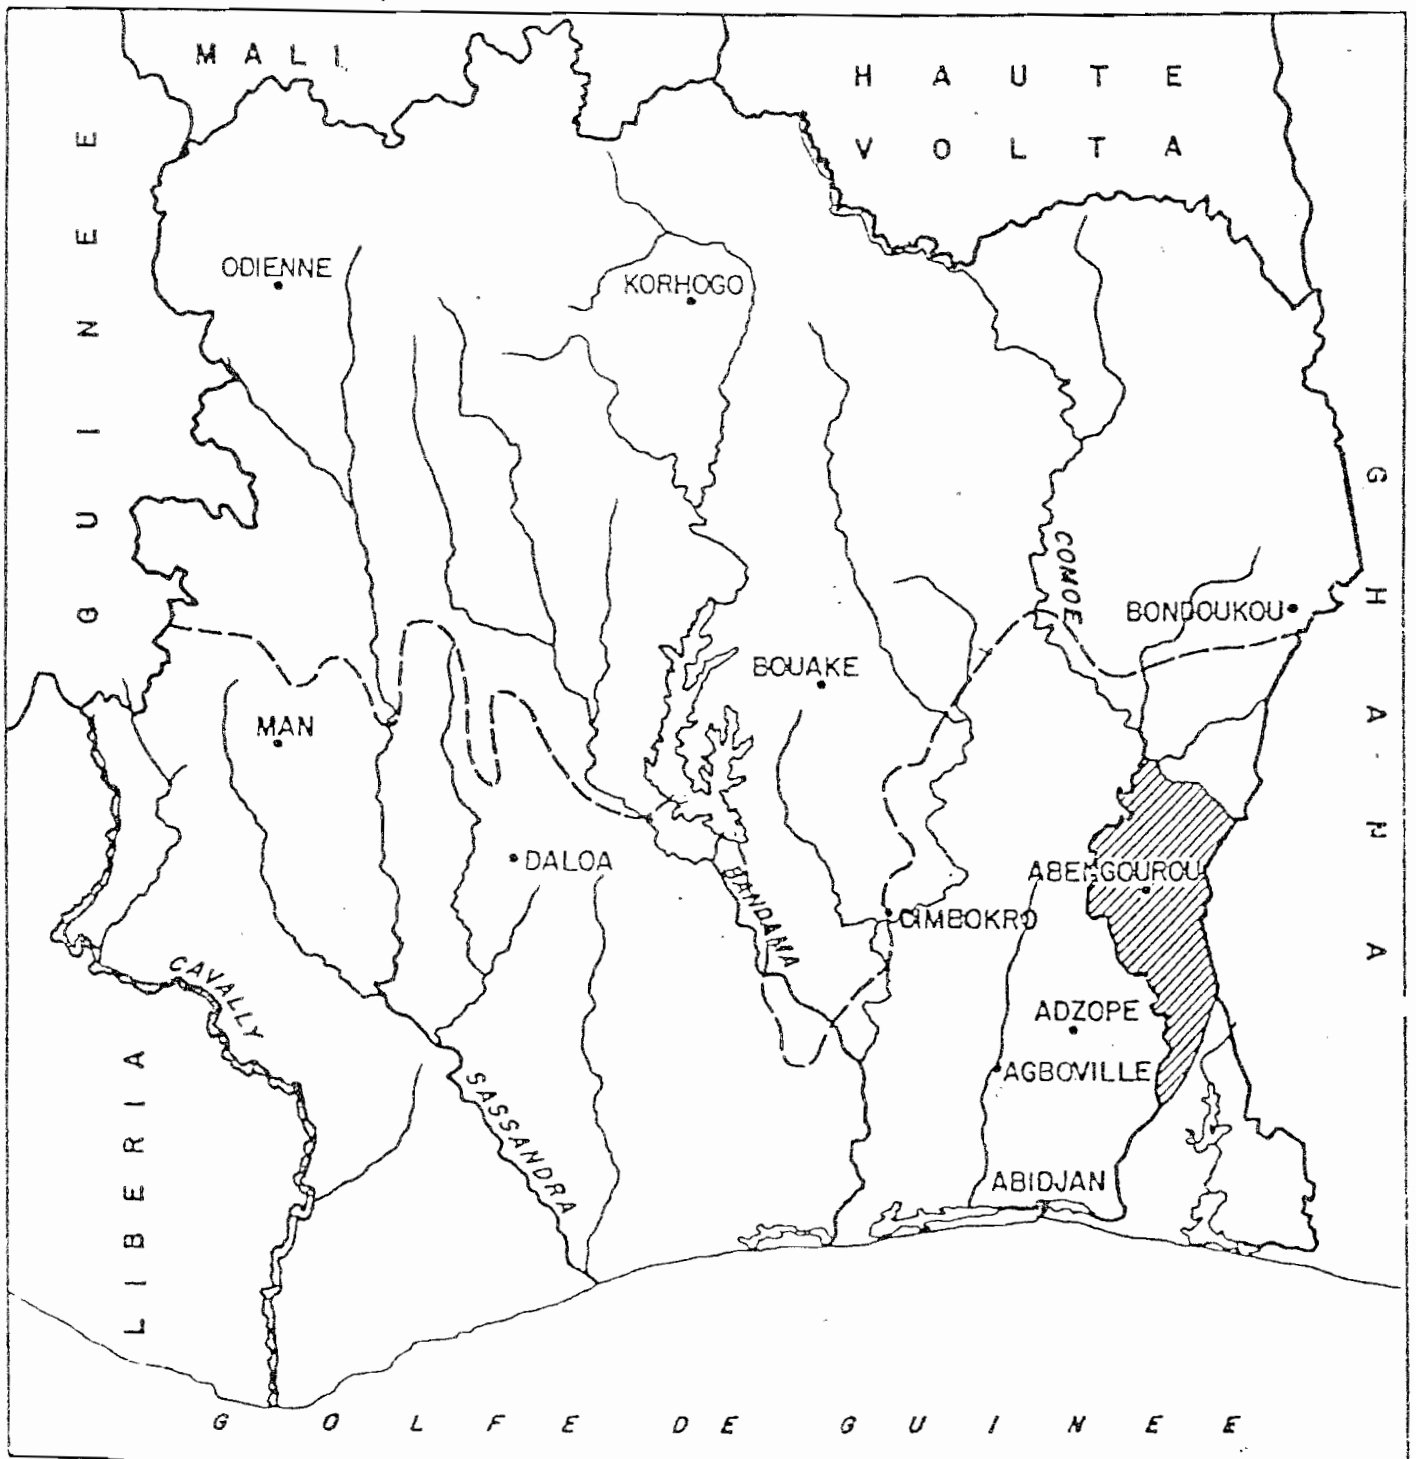 MALI
HAUTE
VOLTA
GUINEE
ODIENNE
KORHOGO
GHANA
COMOE
BONDOUKOU
BOUAKE
MAN
DALOA
ABENGOUROU
BANDAMA
DIMBOKRO
CAVALLY
ADZOPE
AGBOVILLE
SASSANDRA
LIBERIA
ABIDJAN
GOLFE DE GUINEE